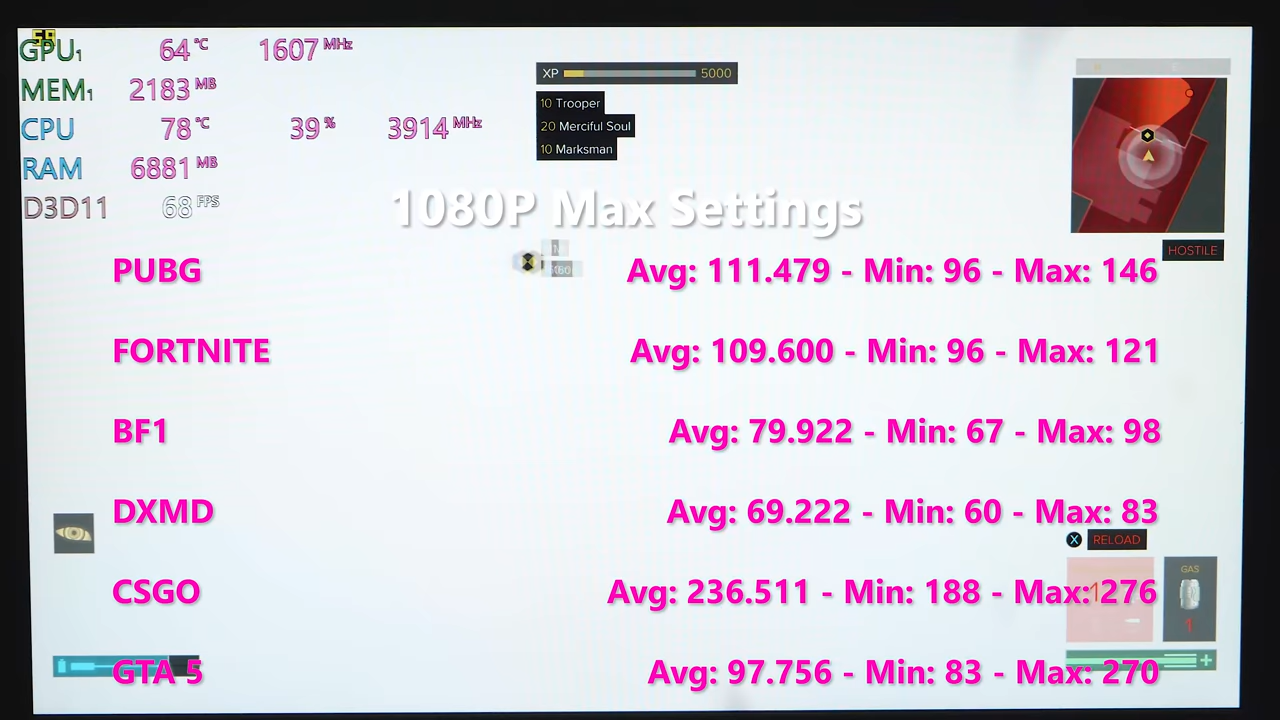 59
GPU1 64 °C 1607 MHz
MEM1 2183 MB
CPU 78 °C 39 % 3914 MHz
RAM 6881 MB
D3D11 68 FPS
XP 5000
10 Trooper
20 Merciful Soul
10 Marksman
1080P Max Settings
HOSTILE
PUBG Avg: 111.479 - Min: 96 - Max: 146
FORTNITE Avg: 109.600 - Min: 96 - Max: 121
BF1 Avg: 79.922 - Min: 67 - Max: 98
DXMD Avg: 69.222 - Min: 60 - Max: 83
X RELOAD
GAS
1
CSGO Avg: 236.511 - Min: 188 - Max: 276
1
GTA 5 Avg: 97.756 - Min: 83 - Max: 270